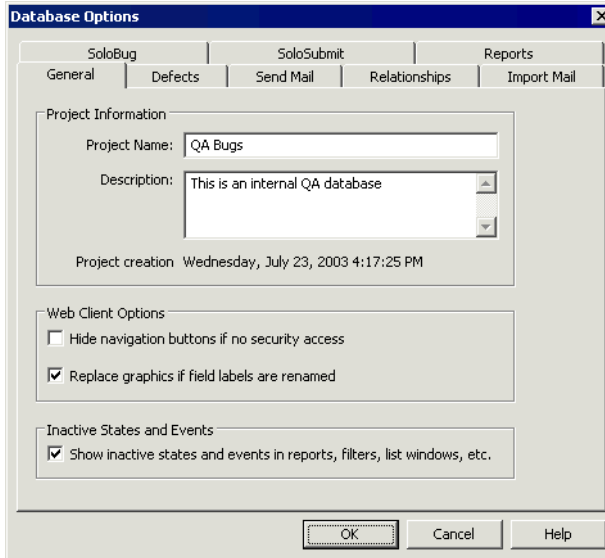 Database Options
SoloBug SoloSubmit Reports
General Defects Send Mail Relationships Import Mail
Project Information
Project Name: QA Bugs
Description: This is an internal QA database
Project creation Wednesday, July 23, 2003 4:17:25 PM
Web Client Options
Hide navigation buttons if no security access
Replace graphics if field labels are renamed
Inactive States and Events
Show inactive states and events in reports, filters, list windows, etc.
OK Cancel Help